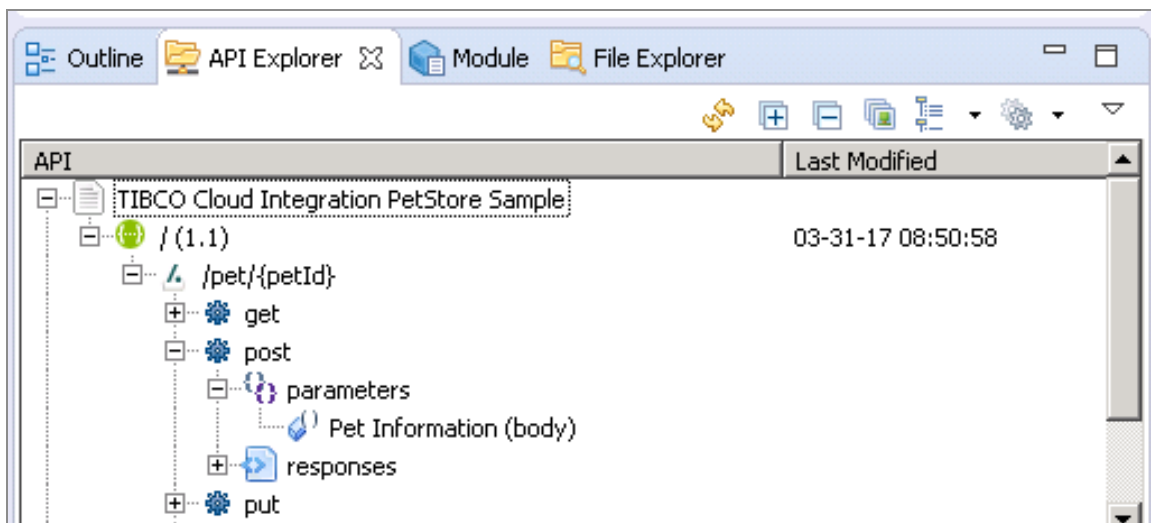 Outline API Explorer Module File Explorer
API Last Modified
TIBCO Cloud Integration PetStore Sample
/ (1.1) 03-31-17 08:50:58
/pet/{petId}
get
post
parameters
Pet Information (body)
responses
put